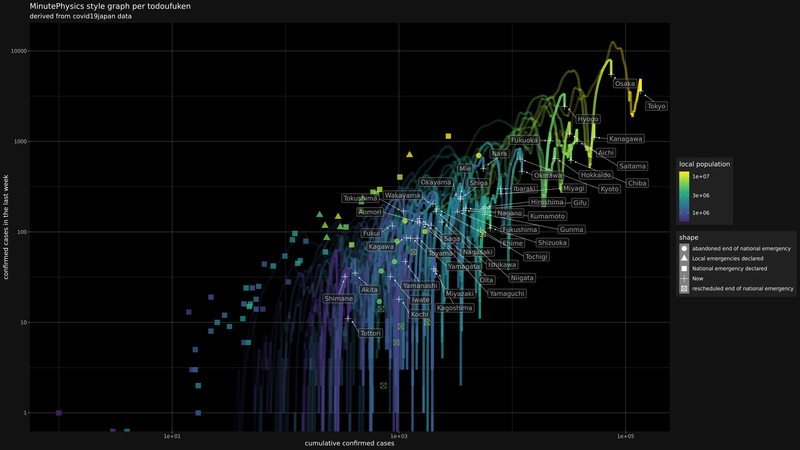 MinutePhysics style graph per todoufuken
derived from covid19japan data
confirmed cases in the last week
10000
1000
100
10
1
1e+01
1e+03
1e+05
cumulative confirmed cases
Osaka
Tokyo
Hyogo
Fukuoka
Kanagawa
Nara
Aichi
Mie
Saitama
Okayama
Shiga
Okinawa
Hokkaido
Chiba
Ibaraki
Miyagi
Kyoto
Tokushima
Wakayama
Hiroshima
Gifu
Aomori
Nagano
Kumamoto
Fukui
Fukushima
Gunma
Kagawa
Saga
Ehime
Shizuoka
Toyama
Nagasaki
Tochigi
Yamagata
Ishikawa
Akita
Yamanashi
Oita
Niigata
Shimane
Iwate
Miyazaki
Yamaguchi
Kochi
Kagoshima
Tottori
local population
1e+07
3e+06
1e+06
shape
abandoned end of national emergency
Local emergencies declared
National emergency declared
Now
rescheduled end of national emergency